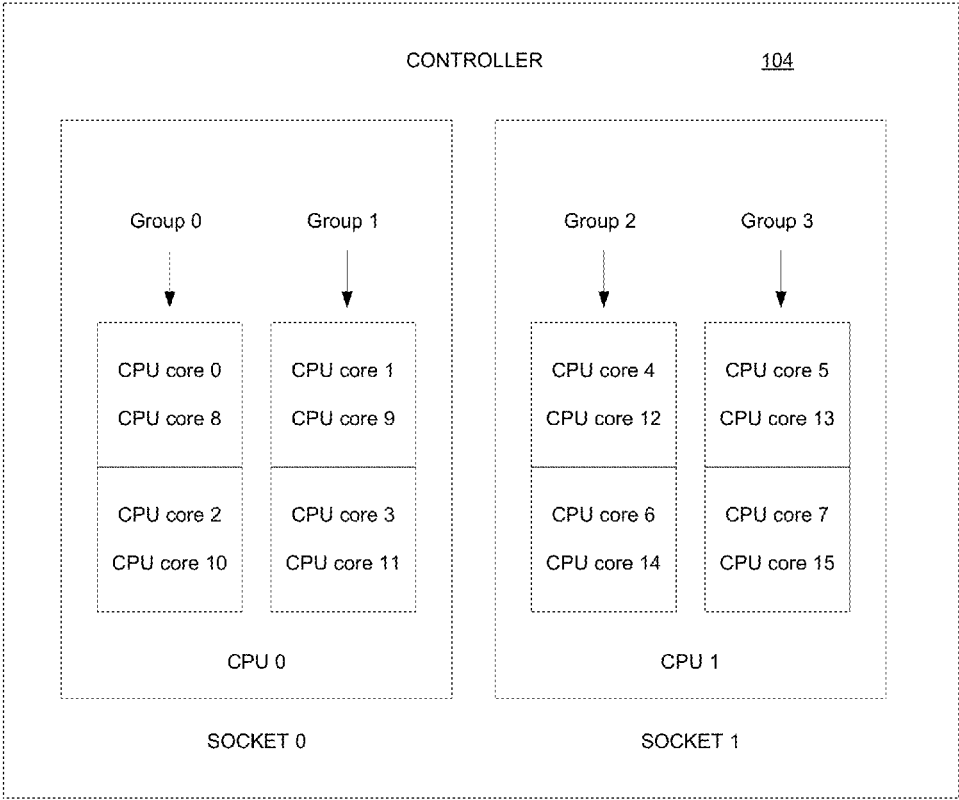 CONTROLLER
104
Group 0
Group 1
Group 2
Group 3
CPU core 0
CPU core 8
CPU core 1
CPU core 9
CPU core 4
CPU core 12
CPU core 5
CPU core 13
CPU core 2
CPU core 10
CPU core 3
CPU core 11
CPU core 6
CPU core 14
CPU core 7
CPU core 15
CPU 0
CPU 1
SOCKET 0
SOCKET 1